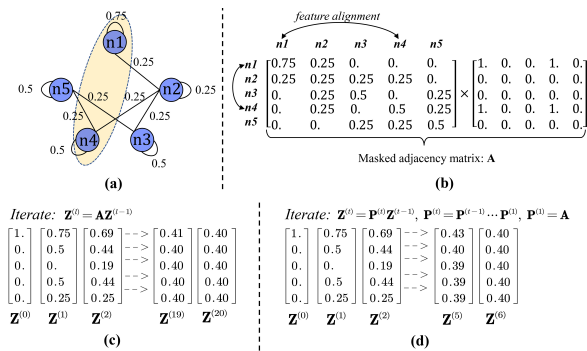 0.75
n1
0.25 0.25
0.5 n5 n2 0.25
0.25 0.25
0.25 0.25
n4 n3
0.5 0.5
(a)
feature alignment
n1 n2 n3 n4 n5
n1 0.75 0.25 0. 0. 0. 1. 0. 0. 1. 0.
n2 0.25 0.25 0.25 0.25 0. 0. 0. 0. 0. 0.
n3 0. 0.25 0.5 0. 0.25 × 0. 0. 0. 0. 0.
n4 0. 0.25 0. 0.5 0.25 1. 0. 0. 1. 0.
n5 0. 0. 0.25 0.25 0.5 0. 0. 0. 0. 0.
Masked adjacency matrix: A
(b)
Iterate: Z^(l) = AZ^(l−1)
1. 0.75 0.69 --> 0.41 0.40
0. 0.5 0.44 --> 0.40 0.40
0. 0. 0.19 --> 0.40 0.40
0. 0.5 0.44 --> 0.40 0.40
0. 0.25 0.25 --> 0.40 0.40
Z^(0) Z^(1) Z^(2) Z^(19) Z^(20)
(c)
Iterate: Z^(l) = P^(l)Z^(l−1), P^(l) = P^(l−1) ⋯ P^(1), P^(1) = A
1. 0.75 0.69 --> 0.43 0.40
0. 0.5 0.44 --> 0.40 0.40
0. 0. 0.19 --> 0.39 0.40
0. 0.5 0.44 --> 0.39 0.40
0. 0.25 0.25 --> 0.39 0.40
Z^(0) Z^(1) Z^(2) Z^(5) Z^(6)
(d)